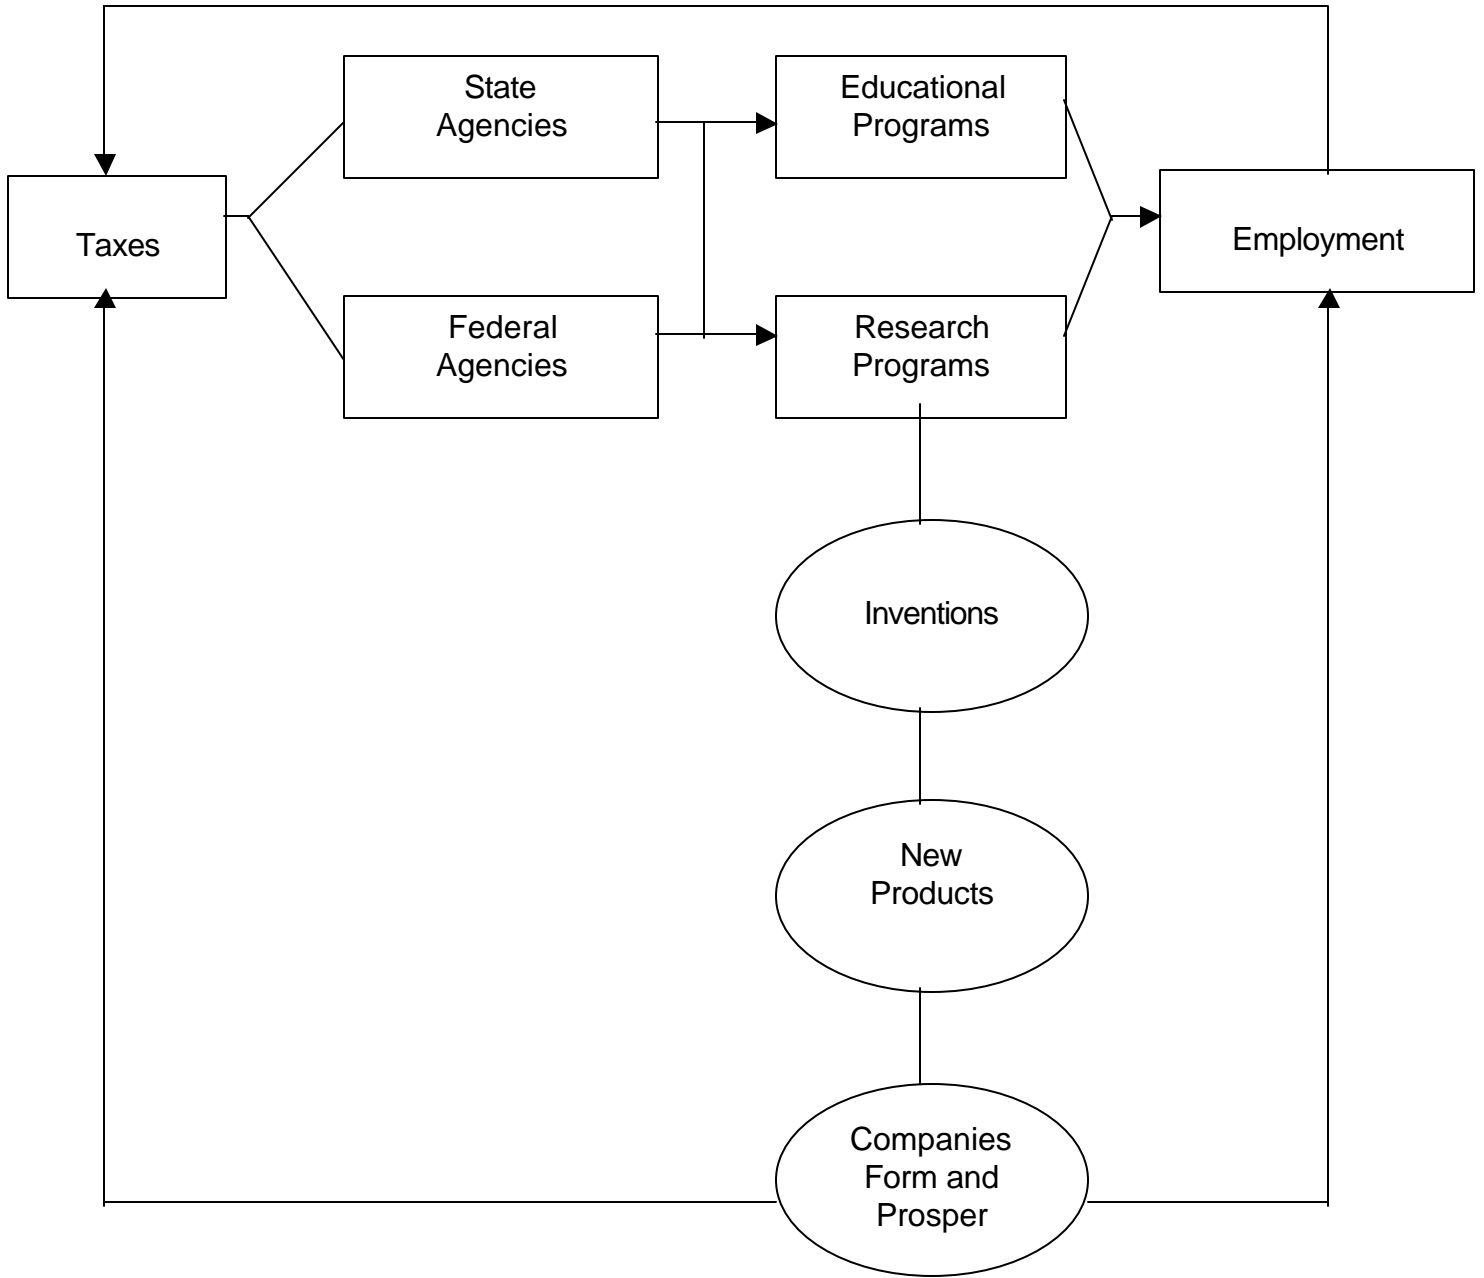 State
Agencies
Educational
Programs
Taxes
Employment
Federal
Agencies
Research
Programs
Inventions
New
Products
Companies
Form and
Prosper